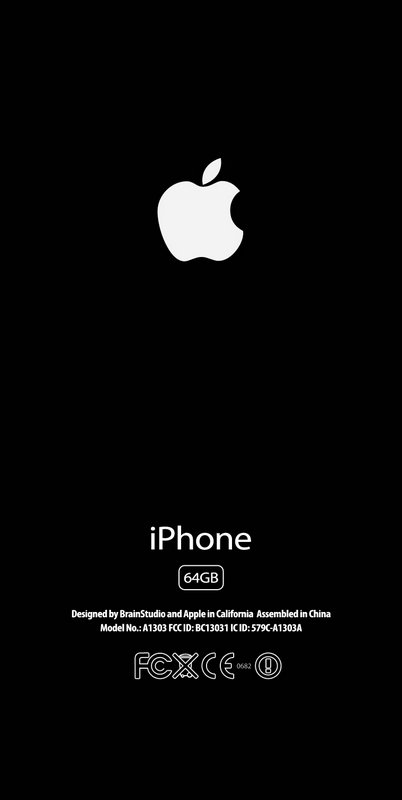 iPhone
64GB
Designed by BrainStudio and Apple in California Assembled in China
Model No.: A1303 FCC ID: BC13031 IC ID: 579C-A1303A
FC CE 0682